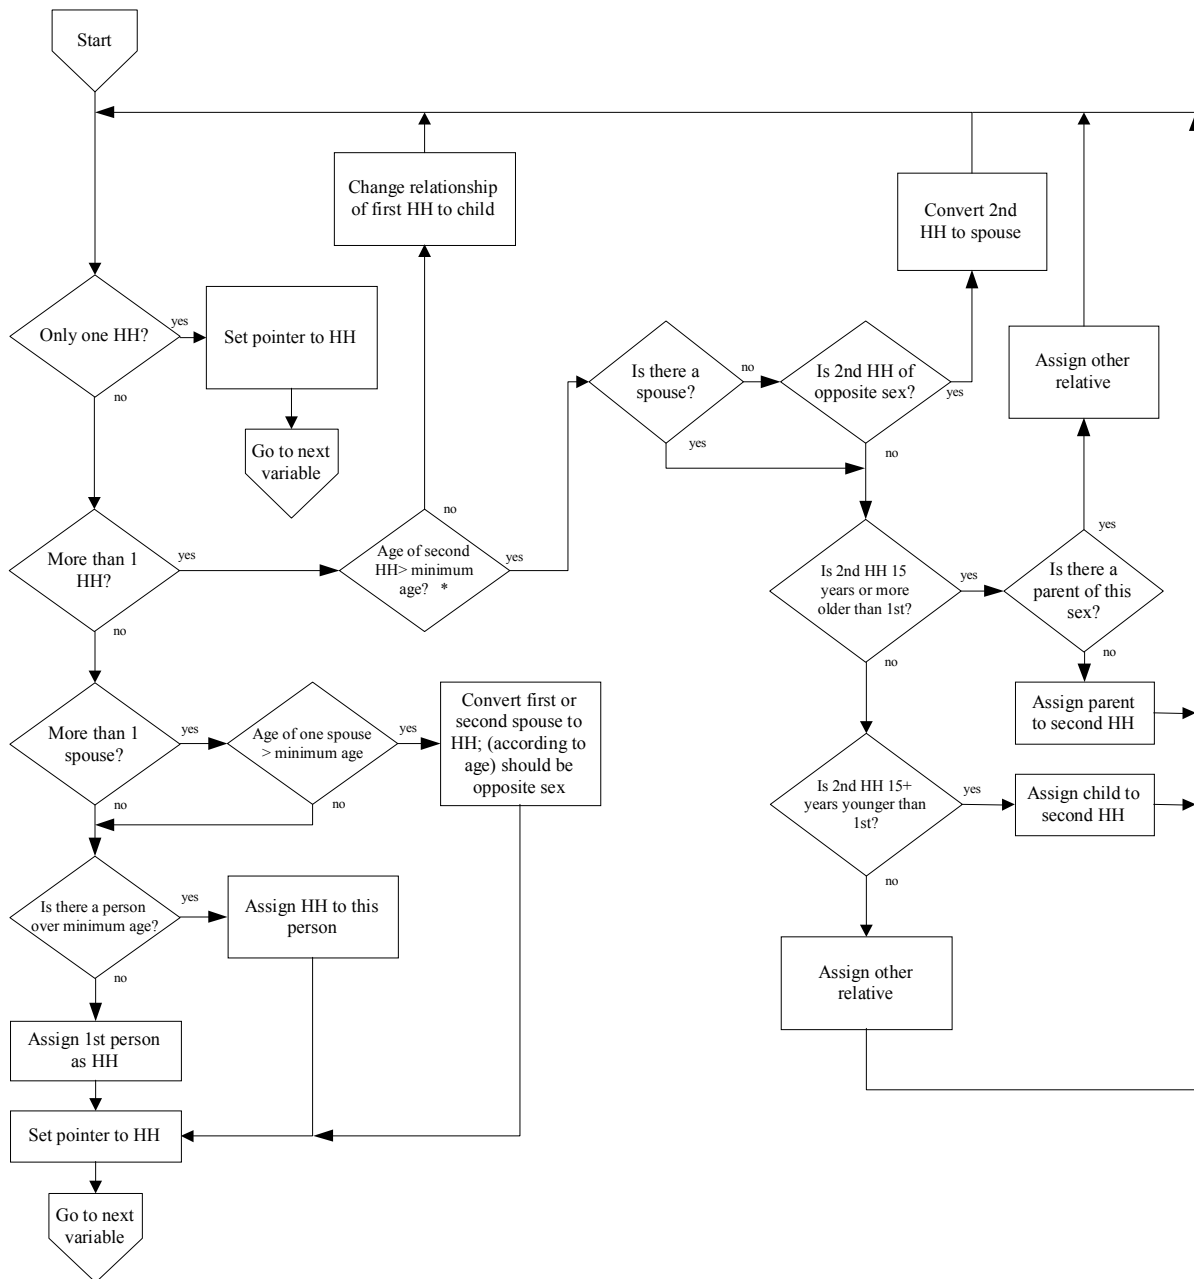 Start
Change relationship
of first HH to child
Convert 2nd
HH to spouse
Only one HH?
yes
no
Set pointer to HH
Go to next
variable
Is there a
spouse?
no
yes
Is 2nd HH of
opposite sex?
yes
no
Assign other
relative
More than 1
HH?
yes
no
Age of second
HH> minimum
age? *
no
yes
Is 2nd HH 15
years or more
older than 1st?
yes
no
yes
Is there a
parent of this
sex?
no
Assign parent
to second HH
More than 1
spouse?
yes
no
Age of one spouse
> minimum age
yes
no
Convert first or
second spouse to
HH; (according to
age) should be
opposite sex
Is 2nd HH 15+
years younger than
1st?
yes
no
Assign child to
second HH
Is there a person
over minimum age?
yes
no
Assign HH to this
person
Assign other
relative
Assign 1st person
as HH
Set pointer to HH
Go to next
variable